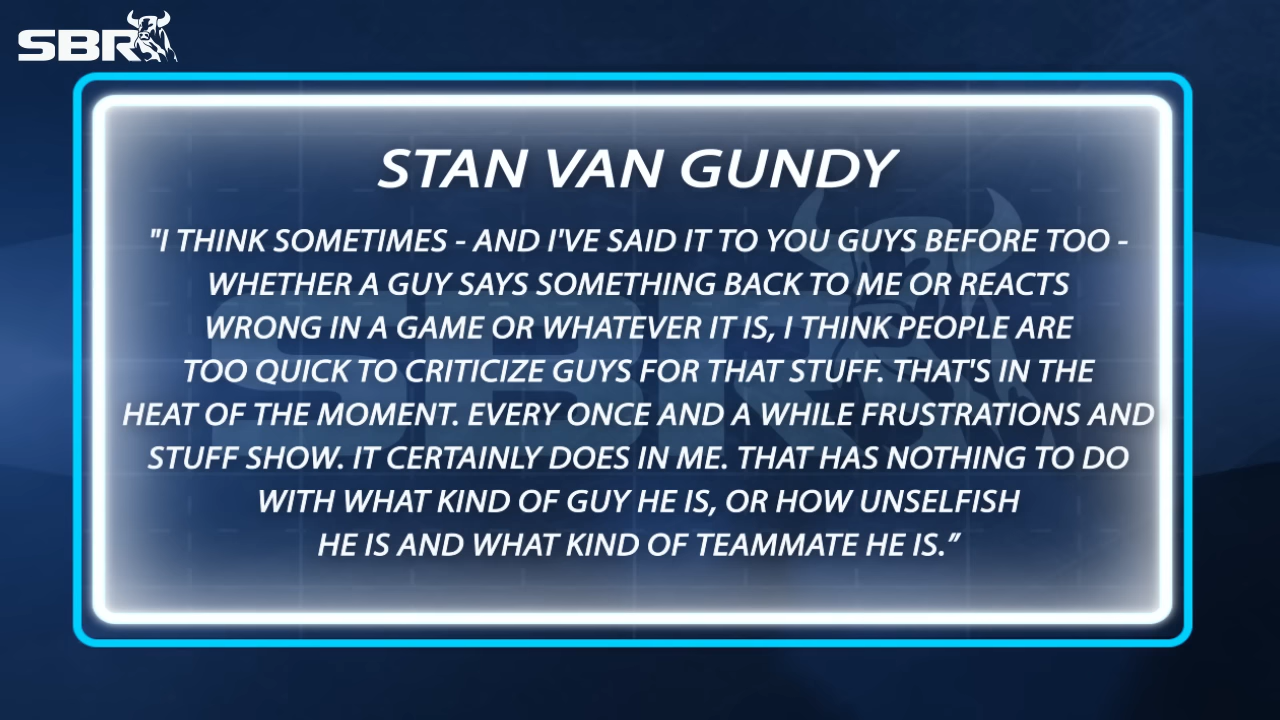 SBR
STAN VAN GUNDY
"I THINK SOMETIMES - AND I'VE SAID IT TO YOU GUYS BEFORE TOO -
WHETHER A GUY SAYS SOMETHING BACK TO ME OR REACTS
WRONG IN A GAME OR WHATEVER IT IS, I THINK PEOPLE ARE
TOO QUICK TO CRITICIZE GUYS FOR THAT STUFF. THAT'S IN THE
HEAT OF THE MOMENT. EVERY ONCE AND A WHILE FRUSTRATIONS AND
STUFF SHOW. IT CERTAINLY DOES IN ME. THAT HAS NOTHING TO DO
WITH WHAT KIND OF GUY HE IS, OR HOW UNSELFISH
HE IS AND WHAT KIND OF TEAMMATE HE IS.”
SBR